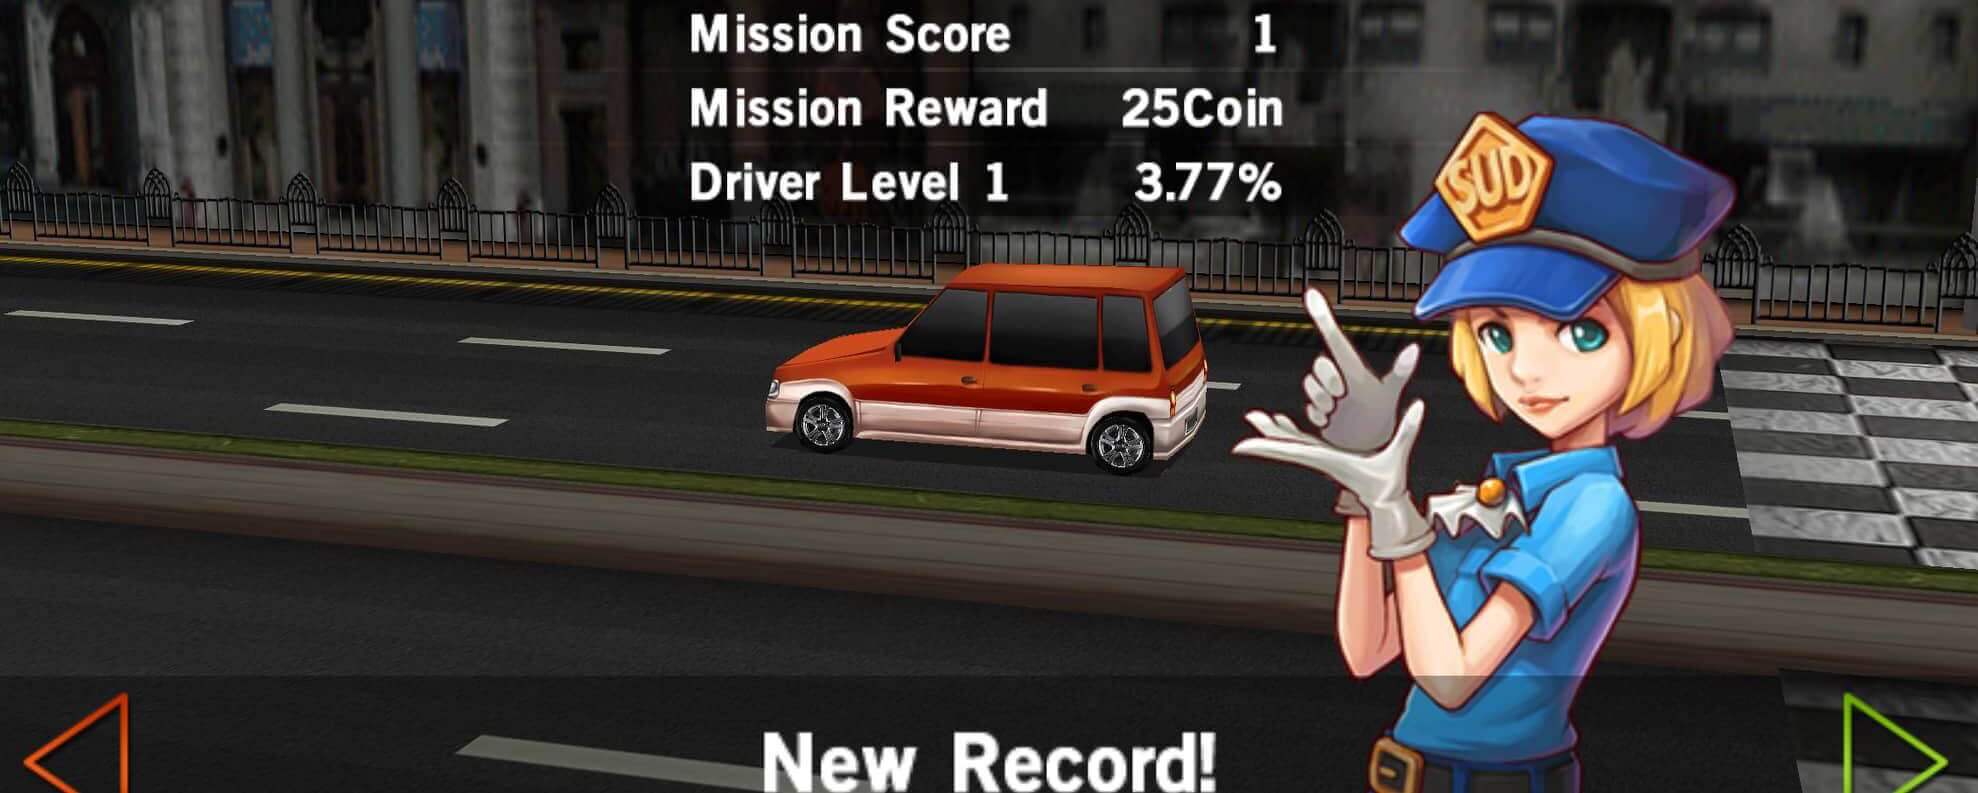 Mission Score 1
Mission Reward 25Coin
Driver Level 1 3.77%
SUD
New Record!